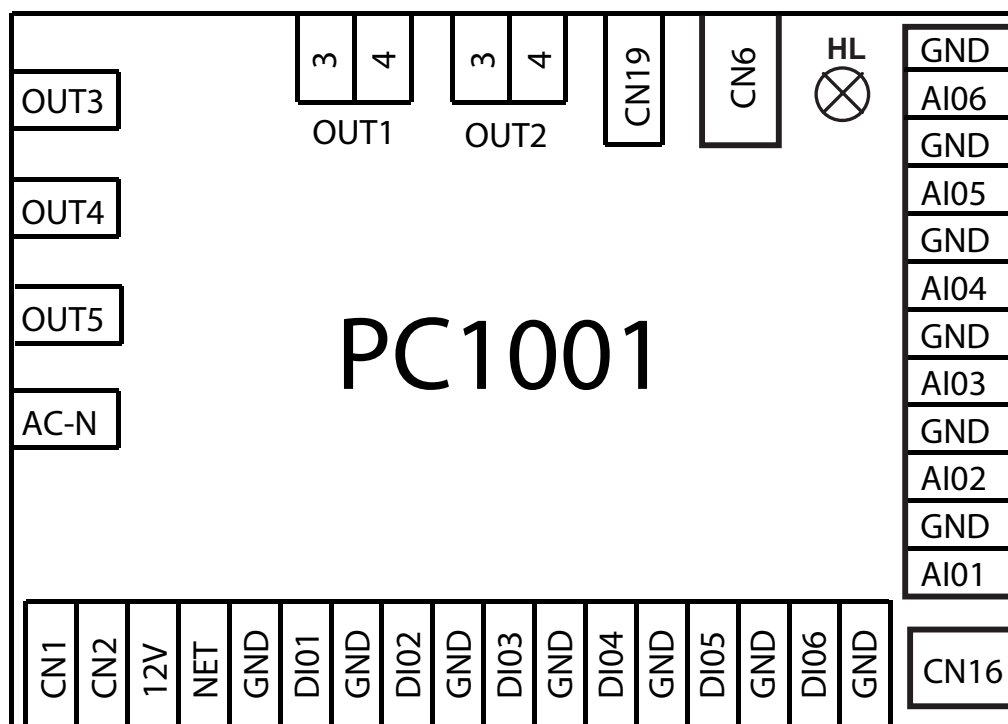 3 4 3 4 CN19 CN6 HL
OUT1 OUT2
OUT3
OUT4
OUT5
AC-N
PC1001
GND
AI06
GND
AI05
GND
AI04
GND
AI03
GND
AI02
GND
AI01
CN1 CN2 12V NET GND DI01 GND DI02 GND DI03 GND DI04 GND DI05 GND DI06 GND
CN16